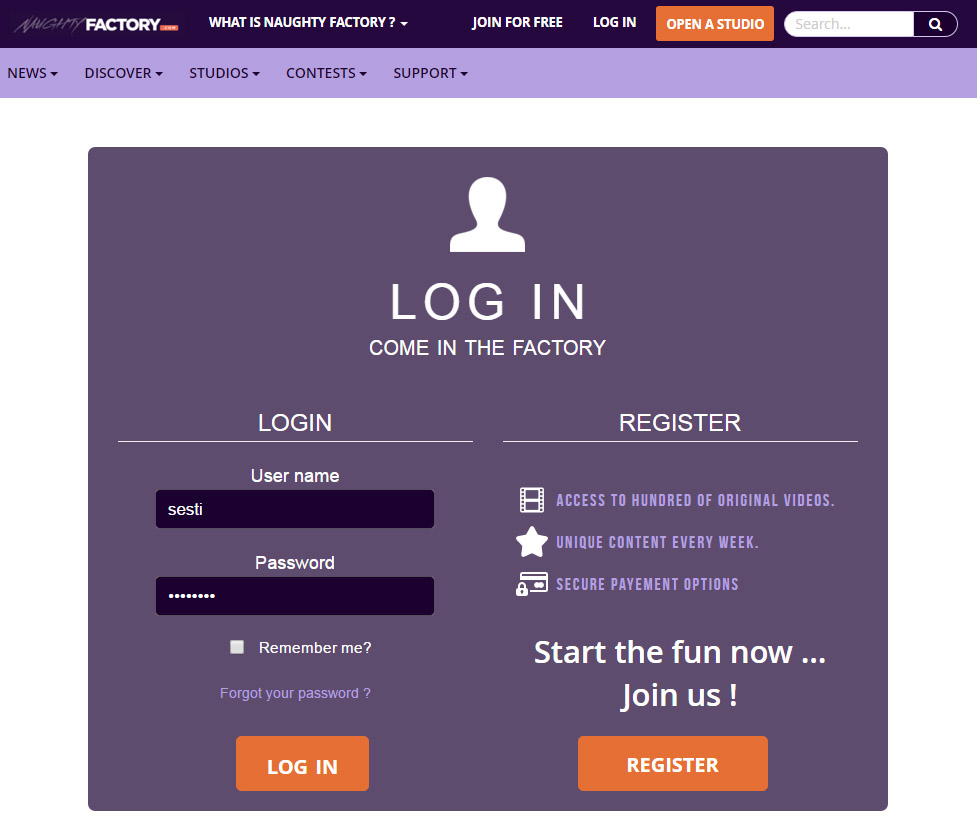 NAUGHTY FACTORY.COM WHAT IS NAUGHTY FACTORY ? JOIN FOR FREE LOG IN OPEN A STUDIO Search...
NEWS DISCOVER STUDIOS CONTESTS SUPPORT
LOG IN
COME IN THE FACTORY
LOGIN
User name
sesti
Password
••••••••
Remember me?
Forgot your password ?
LOG IN
REGISTER
ACCESS TO HUNDRED OF ORIGINAL VIDEOS.
UNIQUE CONTENT EVERY WEEK.
SECURE PAYEMENT OPTIONS
Start the fun now ...
Join us !
REGISTER